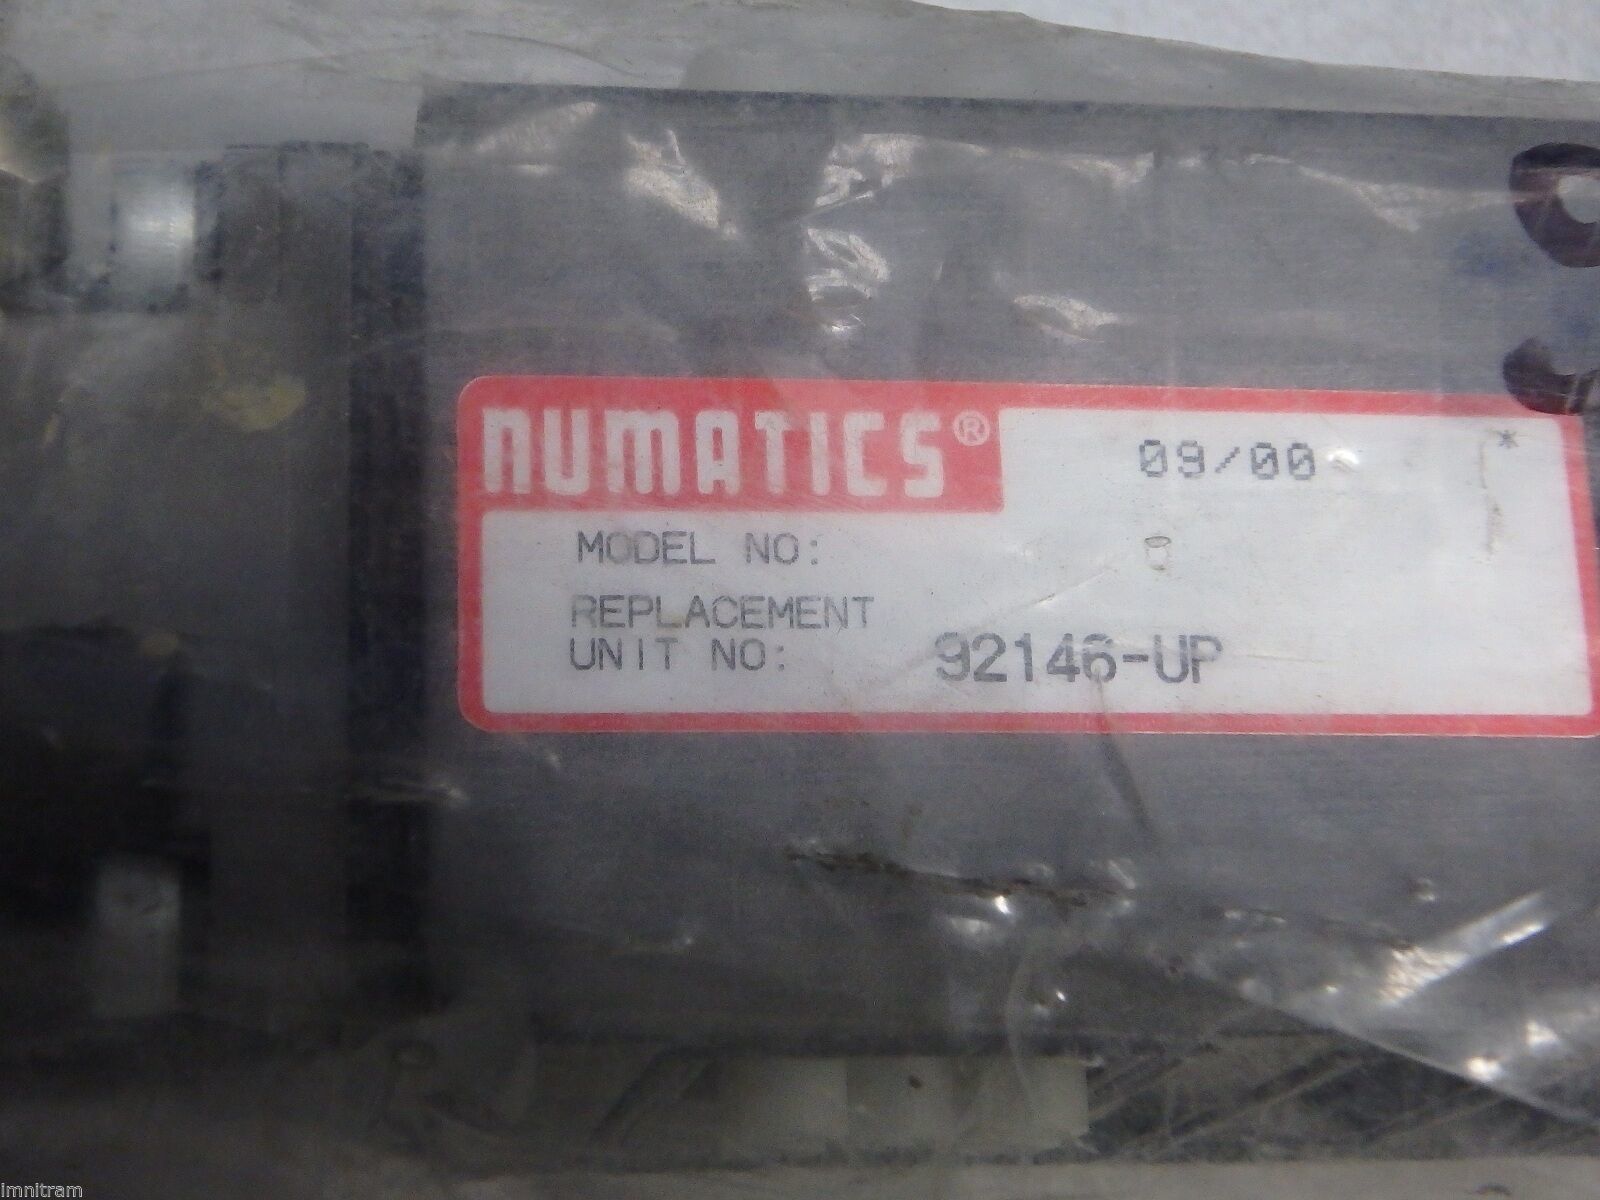 NUMATICS®
09/00 *
MODEL NO:
REPLACEMENT
UNIT NO: 92146-UP
imnitram